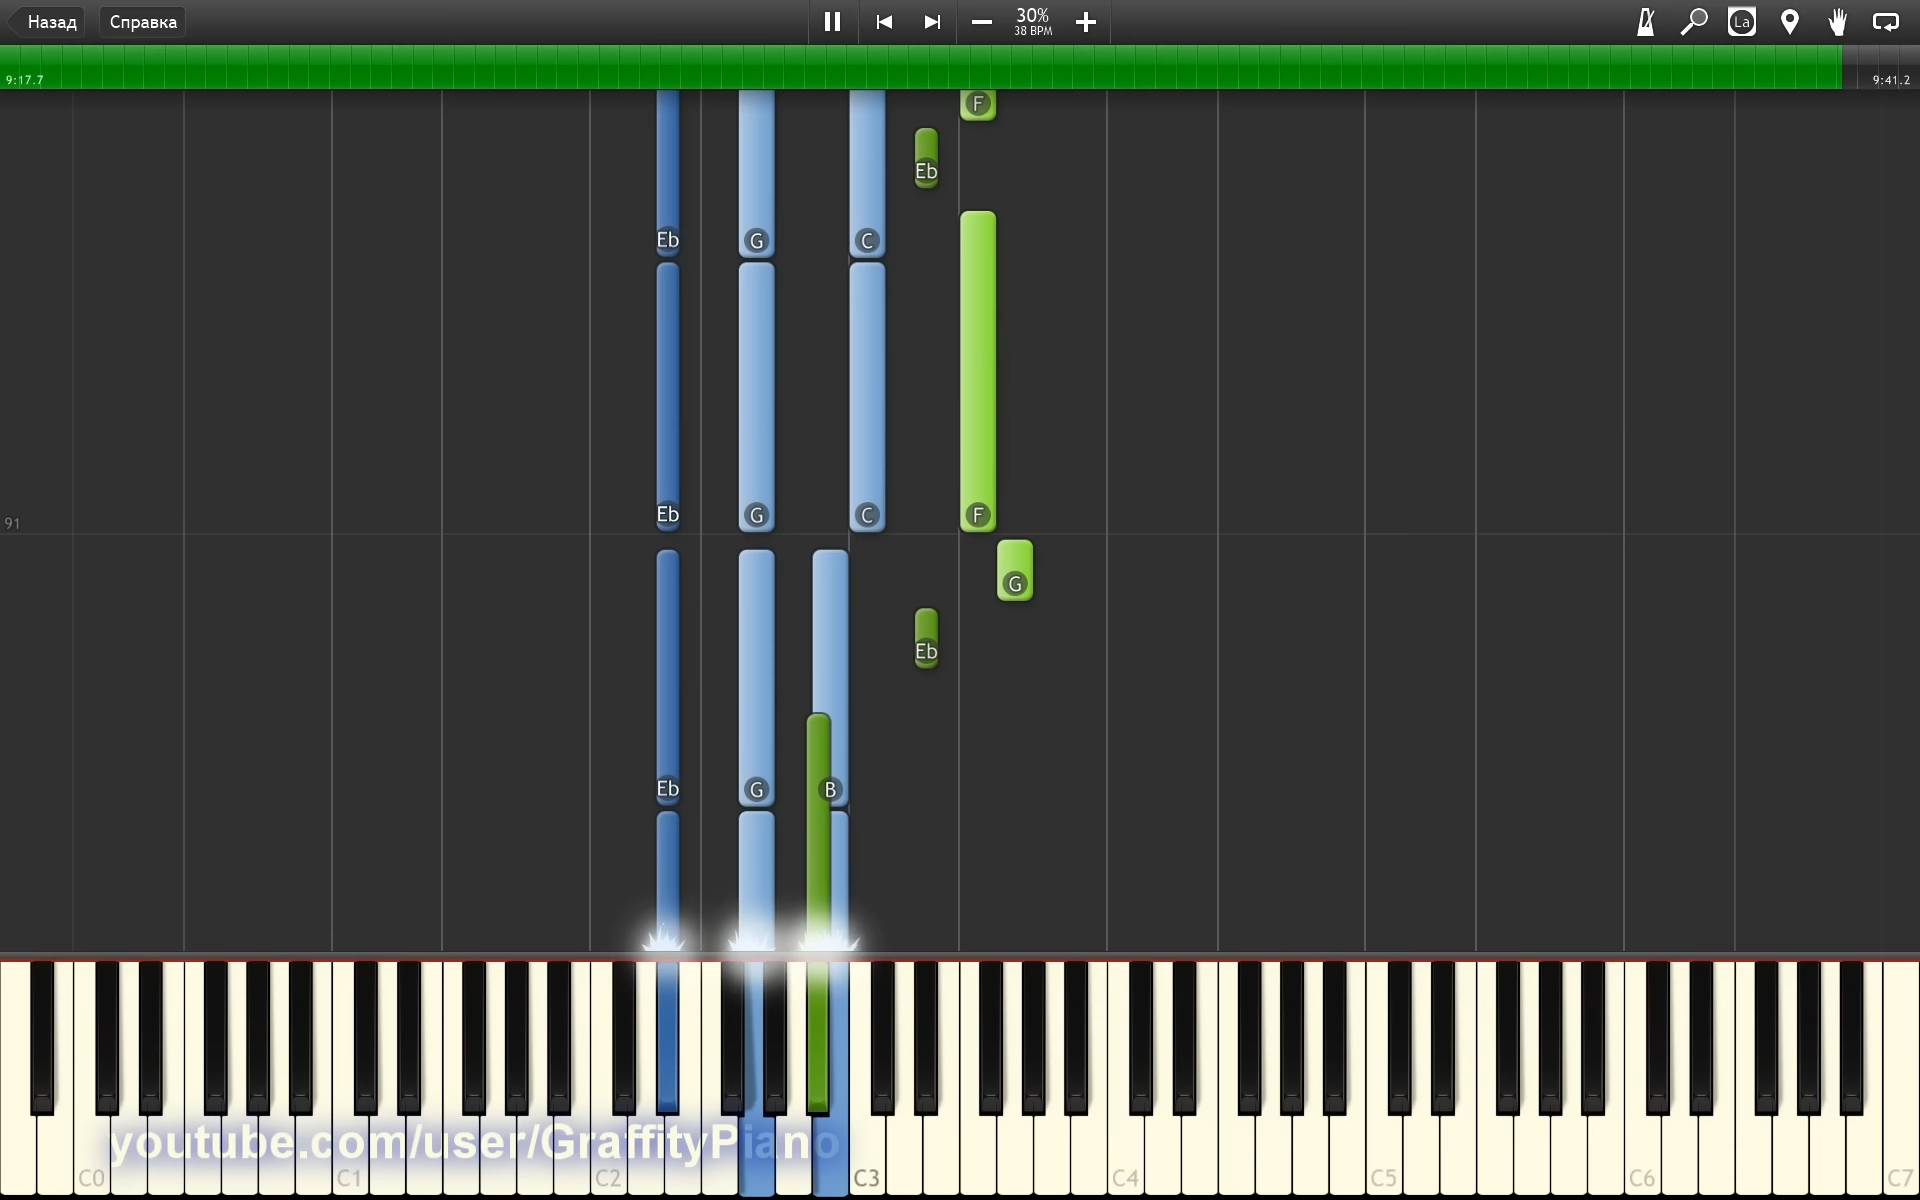 Назад Справка 30% La
38 BPM
9:17.7 9:41.2
F
Eb
Eb G C
Eb G C F
91
G
Eb
Eb G B
youtube.com/user/GraffityPiano
C0 C1 C2 C3 C4 C5 C6 C7